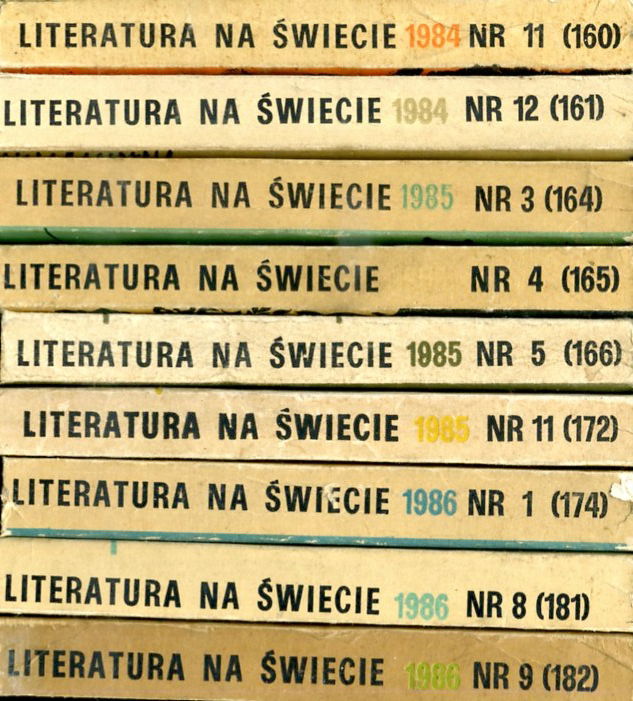 LITERATURA NA ŚWIECIE 1984 NR 11 (160)
LITERATURA NA ŚWIECIE 1984 NR 12 (161)
LITERATURA NA ŚWIECIE 1985 NR 3 (164)
LITERATURA NA ŚWIECIE NR 4 (165)
LITERATURA NA ŚWIECIE 1985 NR 5 (166)
LITERATURA NA ŚWIECIE 1985 NR 11 (172)
LITERATURA NA ŚWIECIE 1986 NR 1 (174)
LITERATURA NA ŚWIECIE 1986 NR 8 (181)
LITERATURA NA ŚWIECIE 1986 NR 9 (182)